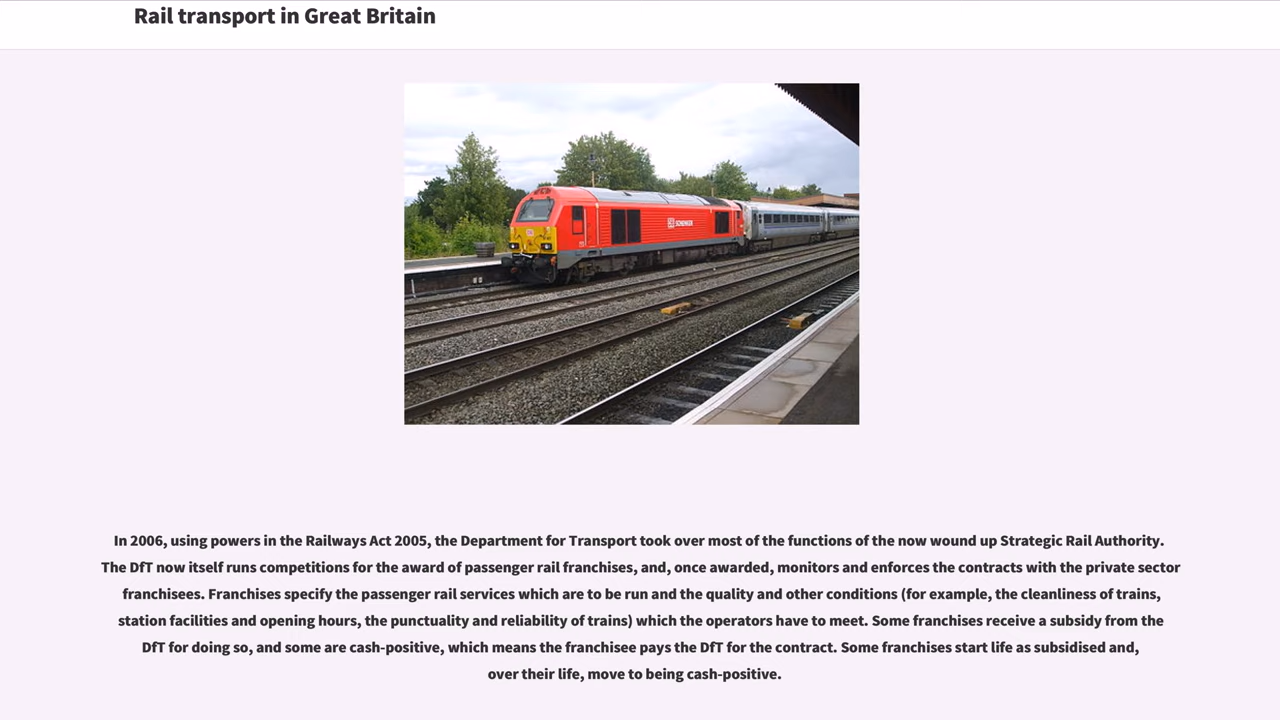 Rail transport in Great Britain
DB SCHENKER
In 2006, using powers in the Railways Act 2005, the Department for Transport took over most of the functions of the now wound up Strategic Rail Authority.
The DfT now itself runs competitions for the award of passenger rail franchises, and, once awarded, monitors and enforces the contracts with the private sector
franchisees. Franchises specify the passenger rail services which are to be run and the quality and other conditions (for example, the cleanliness of trains,
station facilities and opening hours, the punctuality and reliability of trains) which the operators have to meet. Some franchises receive a subsidy from the
DfT for doing so, and some are cash-positive, which means the franchisee pays the DfT for the contract. Some franchises start life as subsidised and,
over their life, move to being cash-positive.